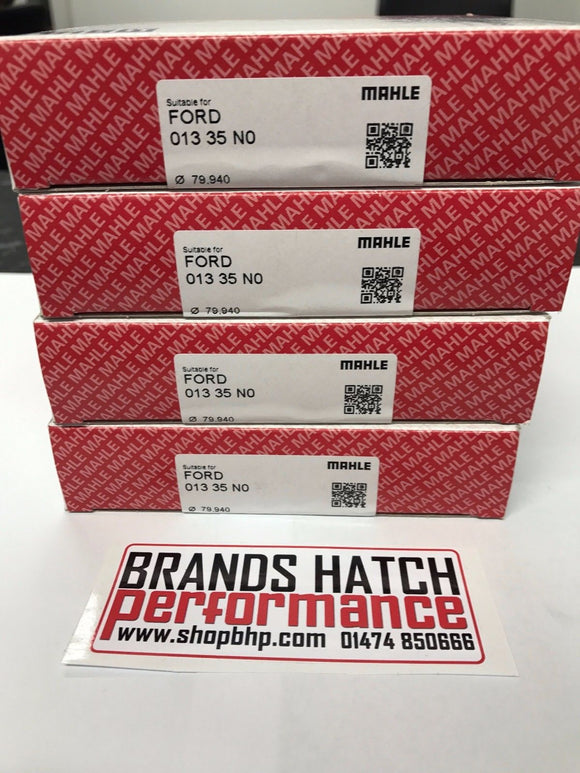 MAHLE
Suitable for
FORD
013 35 N0
Ø 79,940
MAHLE
Suitable for
FORD
013 35 N0
Ø 79,940
MAHLE
Suitable for
FORD
013 35 N0
Ø 79,940
MAHLE
Suitable for
FORD
013 35 N0
Ø 79,940
BRANDS HATCH
performance
www.shopbhp.com 01474 850666